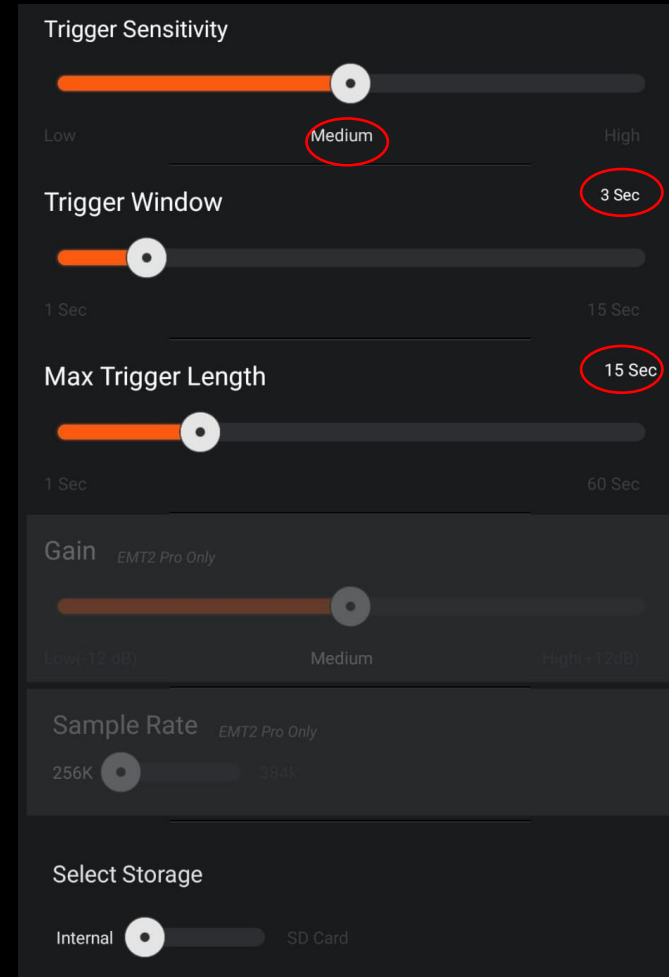 Trigger Sensitivity
Low Medium High
Trigger Window 3 Sec
1 Sec 15 Sec
Max Trigger Length 15 Sec
1 Sec 60 Sec
Gain EMT2 Pro Only
Low(-12 dB) Medium High(+12dB)
Sample Rate EMT2 Pro Only
256K 384k
Select Storage
Internal SD Card